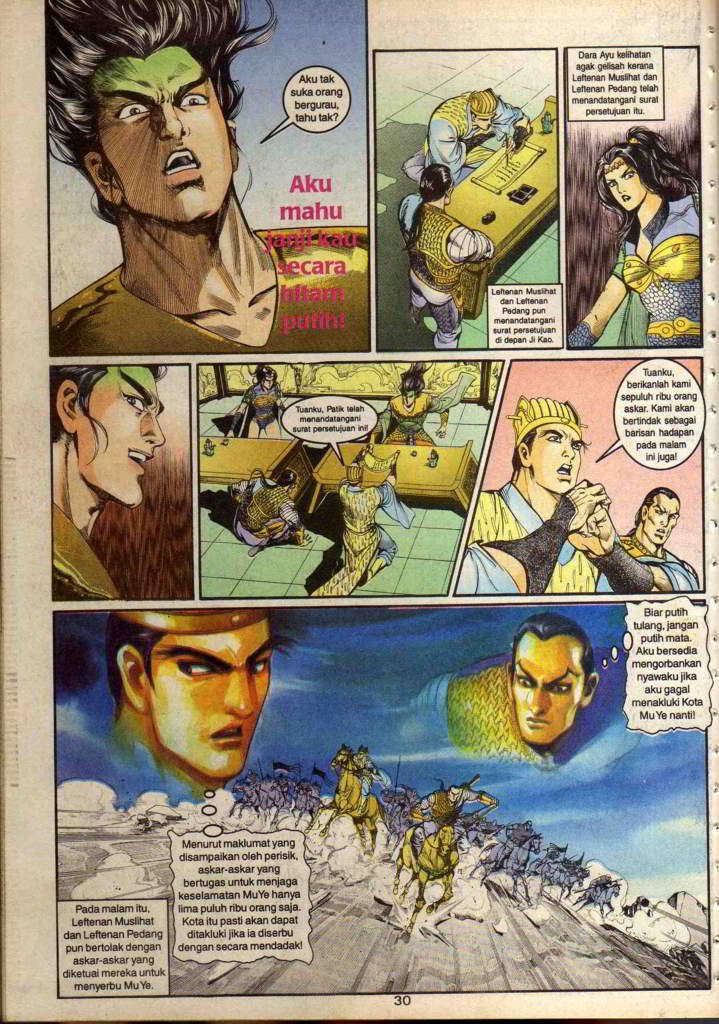 Aku tak
suka orang
bergurau,
tahu tak?
Aku
mahu
janji kau
secara
hitam
putih!
Leftenan Muslihat
dan Leftenan
Pedang pun
menandatangani
surat persetujuan
di depan Ji Kao.
Dara Ayu kelihatan
agak gelisah kerana
Leftenan Muslihat dan
Leftenan Pedang telah
menandatangani surat
persetujuan itu.
Tuanku, Patik telah
menandatangani
surat persetujuan ini!
Tuanku,
berikanlah kami
sepuluh ribu orang
askar. Kami akan
bertindak sebagai
barisan hadapan
pada malam
ini juga!
Biar putih
tulang, jangan
putih mata.
Aku bersedia
mengorbankan
nyawaku jika
aku gagal
menakluki Kota
Mu Ye nanti!
Menurut maklumat yang
disampaikan oleh perisik,
askar-askar yang
bertugas untuk menjaga
keselamatan Mu Ye hanya
lima puluh ribu orang saja.
Kota itu pasti akan dapat
ditakluki jika ia diserbu
dengan secara mendadak!
Pada malam itu,
Leftenan Muslihat
dan Leftenan Pedang
pun bertolak dengan
askar-askar yang
diketuai mereka untuk
menyerbu Mu Ye.
30